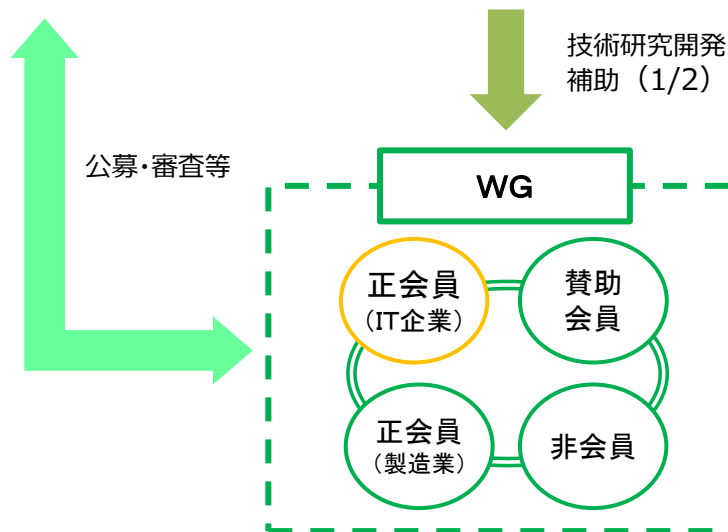 技術研究開発
補助（1/2）
公募・審査等
WG
正会員
（IT企業）
賛助
会員
正会員
（製造業）
非会員